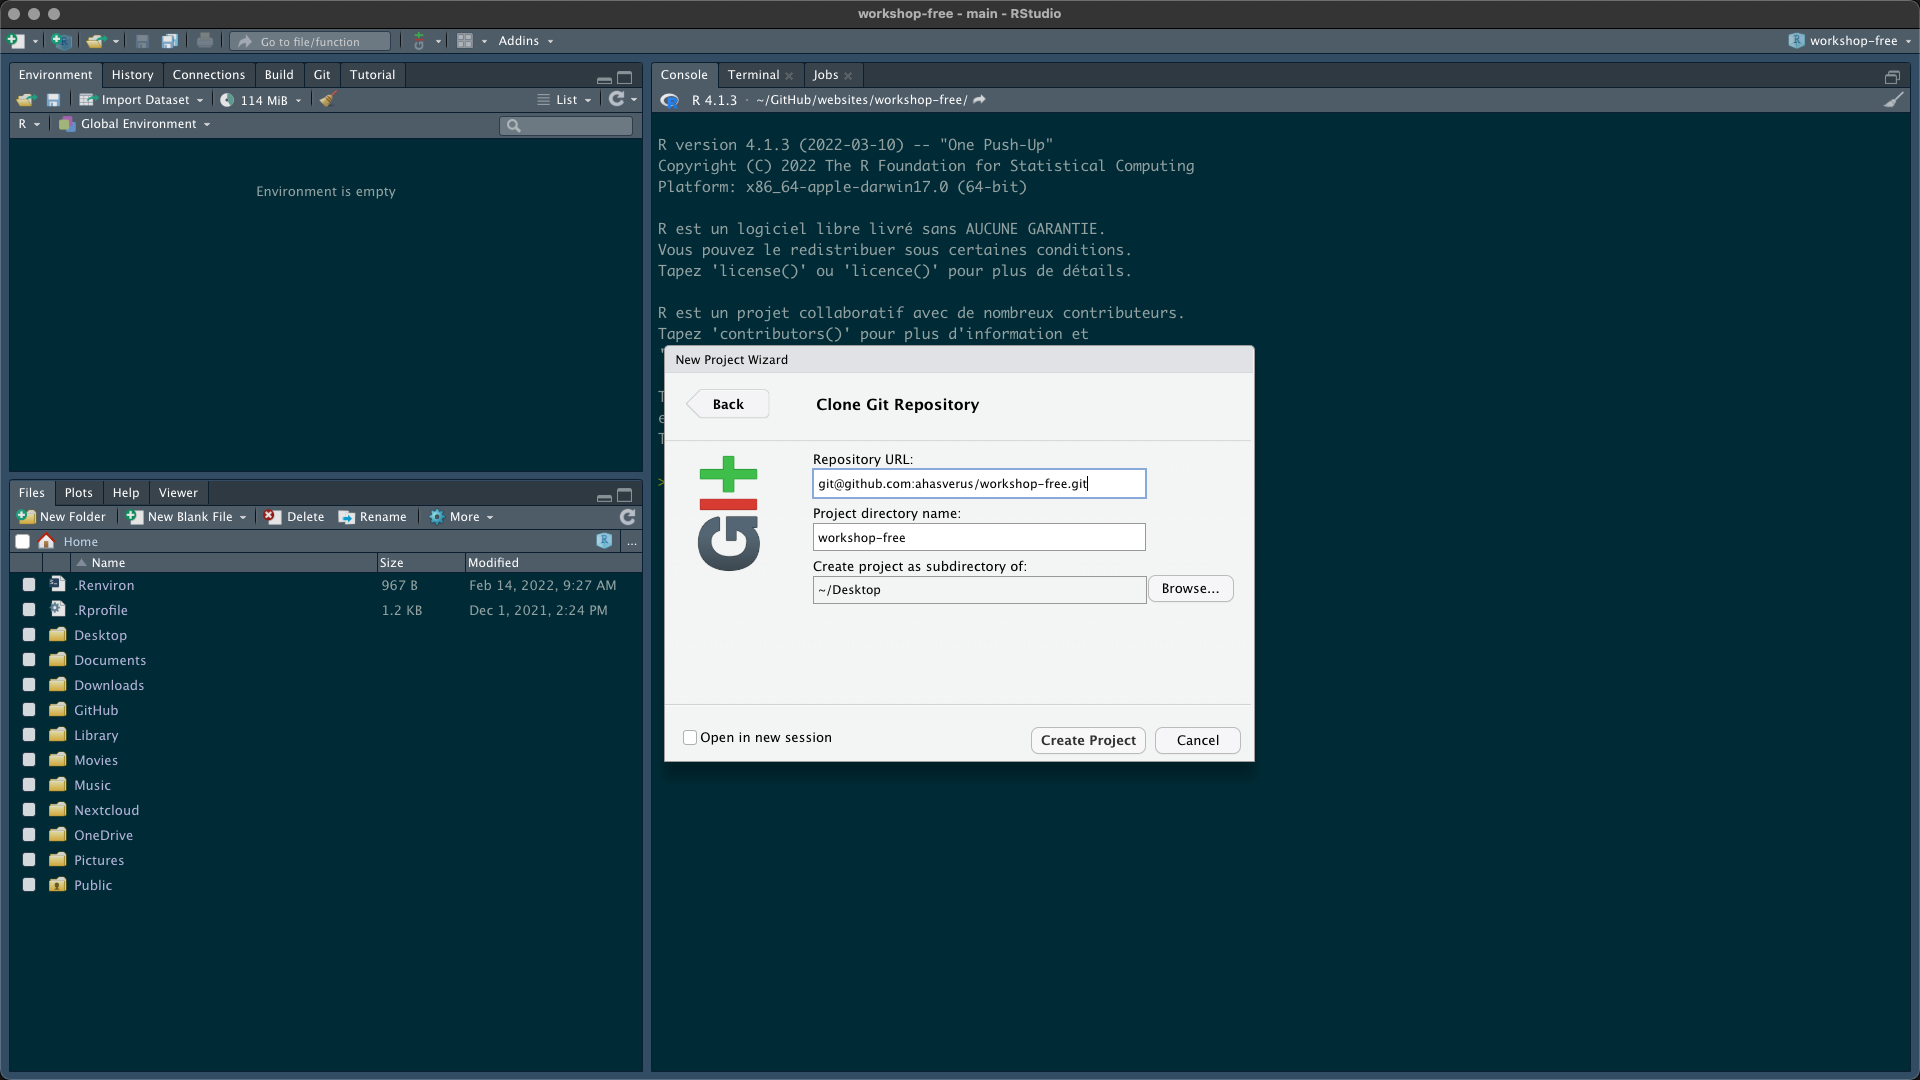 workshop-free - main - RStudio
Go to file/function
Addins
workshop-free
Environment History Connections Build Git Tutorial
Import Dataset 114 MiB List
R Global Environment
Environment is empty
Files Plots Help Viewer
New Folder New Blank File Delete Rename More
Home ...
Name Size Modified
.Renviron 967 B Feb 14, 2022, 9:27 AM
.Rprofile 1.2 KB Dec 1, 2021, 2:24 PM
Desktop
Documents
Downloads
GitHub
Library
Movies
Music
Nextcloud
OneDrive
Pictures
Public
Console Terminal Jobs
R 4.1.3 · ~/GitHub/websites/workshop-free/
R version 4.1.3 (2022-03-10) -- "One Push-Up"
Copyright (C) 2022 The R Foundation for Statistical Computing
Platform: x86_64-apple-darwin17.0 (64-bit)
R est un logiciel libre livré sans AUCUNE GARANTIE.
Vous pouvez le redistribuer sous certaines conditions.
Tapez 'license()' ou 'licence()' pour plus de détails.
R est un projet collaboratif avec de nombreux contributeurs.
Tapez 'contributors()' pour plus d'information et
New Project Wizard
Back
Clone Git Repository
Git
Repository URL:
git@github.com:ahasverus/workshop-free.git
Project directory name:
workshop-free
Create project as subdirectory of:
~/Desktop
Browse...
Open in new session
Create Project
Cancel